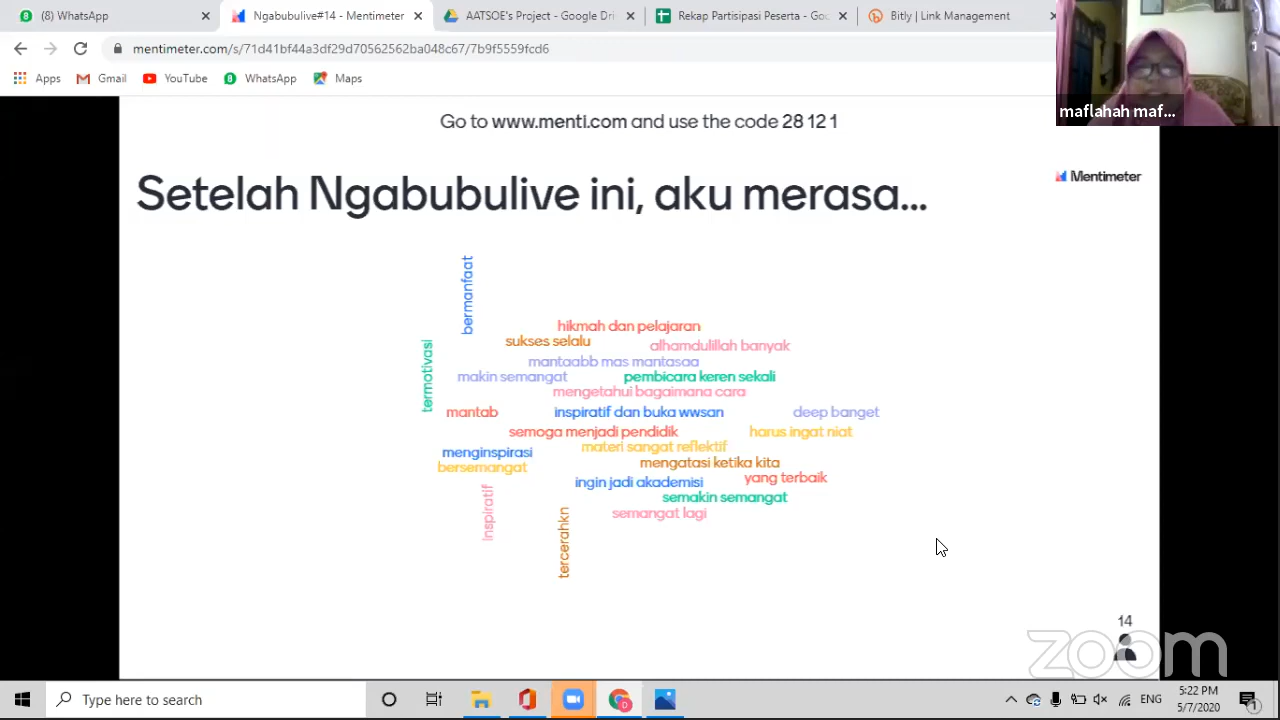 (8) WhatsApp
Ngabubulive#14 - Mentimeter
AATSOE's Project - Google Dri
Rekap Partisipasi Peserta - Goo
Bitly | Link Management
mentimeter.com/s/71d41bf44a3df29d70562562ba048c67/7b9f5559fcd6
Apps
Gmail
YouTube
WhatsApp
Maps
maflahah maf...
Go to www.menti.com and use the code 28 12 1
Mentimeter
Setelah Ngabubulive ini, aku merasa...
bermanfaat
hikmah dan pelajaran
sukses selalu
alhamdulillah banyak
termotivasi
mantaabb mas mantasaa
makin semangat
pembicara keren sekali
mengetahui bagaimana cara
mantab
inspiratif dan buka wwsan
deep banget
semoga menjadi pendidik
harus ingat niat
materi sangat reflektif
menginspirasi
mengatasi ketika kita
bersemangat
yang terbaik
ingin jadi akademisi
inspiratif
semakin semangat
semangat lagi
tercerahkn
14
zoom
Type here to search
ENG
5:22 PM
5/7/2020
1